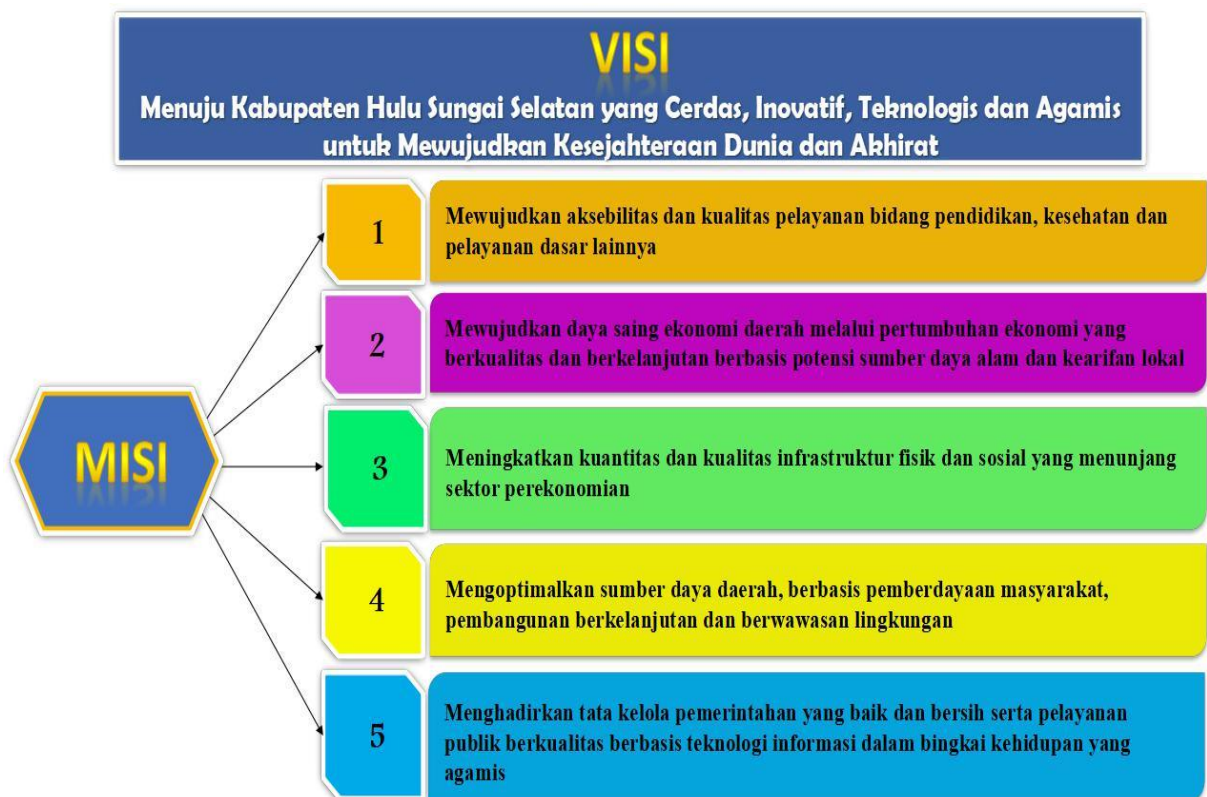 VISI
Menuju Kabupaten Hulu Sungai Selatan yang Cerdas, Inovatif, Teknologis dan Agamis
untuk Mewujudkan Kesejahteraan Dunia dan Akhirat
MISI
1
Mewujudkan aksebilitas dan kualitas pelayanan bidang pendidikan, kesehatan dan
pelayanan dasar lainnya
2
Mewujudkan daya saing ekonomi daerah melalui pertumbuhan ekonomi yang
berkualitas dan berkelanjutan berbasis potensi sumber daya alam dan kearifan lokal
3
Meningkatkan kuantitas dan kualitas infrastruktur fisik dan sosial yang menunjang
sektor perekonomian
4
Mengoptimalkan sumber daya daerah, berbasis pemberdayaan masyarakat,
pembangunan berkelanjutan dan berwawasan lingkungan
5
Menghadirkan tata kelola pemerintahan yang baik dan bersih serta pelayanan
publik berkualitas berbasis teknologi informasi dalam bingkai kehidupan yang
agamis